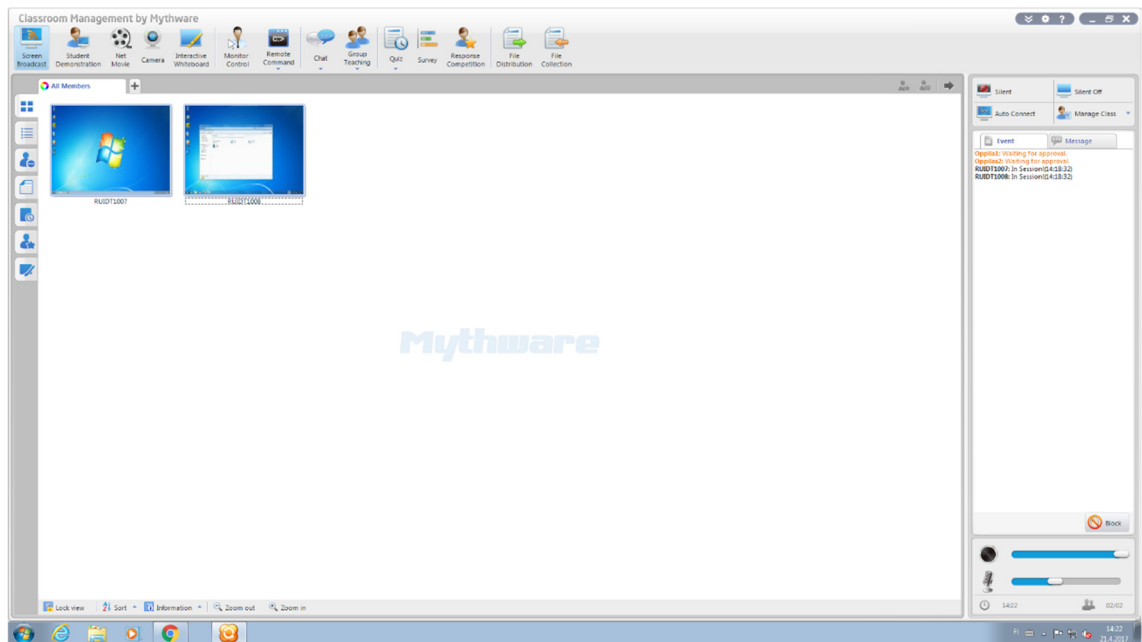 Classroom Management by Mythware
Screen Broadcast
Student Demonstration
Net Movie
Camera
Interactive Whiteboard
Monitor Control
Remote Command
Chat
Group Teaching
Quiz
Survey
Response Competition
File Distribution
File Collection
All Members
RUIDT1007
RUIDT1008
Mythware
Silent
Silent Off
Auto Connect
Manage Class
Event
Message
Oppilas1: Waiting for approval.
Oppilas2: Waiting for approval.
RUIDT1007: In Session!(14:18:32)
RUIDT1008: In Session!(14:18:32)
Block
14:22
02/02
Lock view
Sort
Information
Zoom out
Zoom in
FI
14:22
21.4.2017